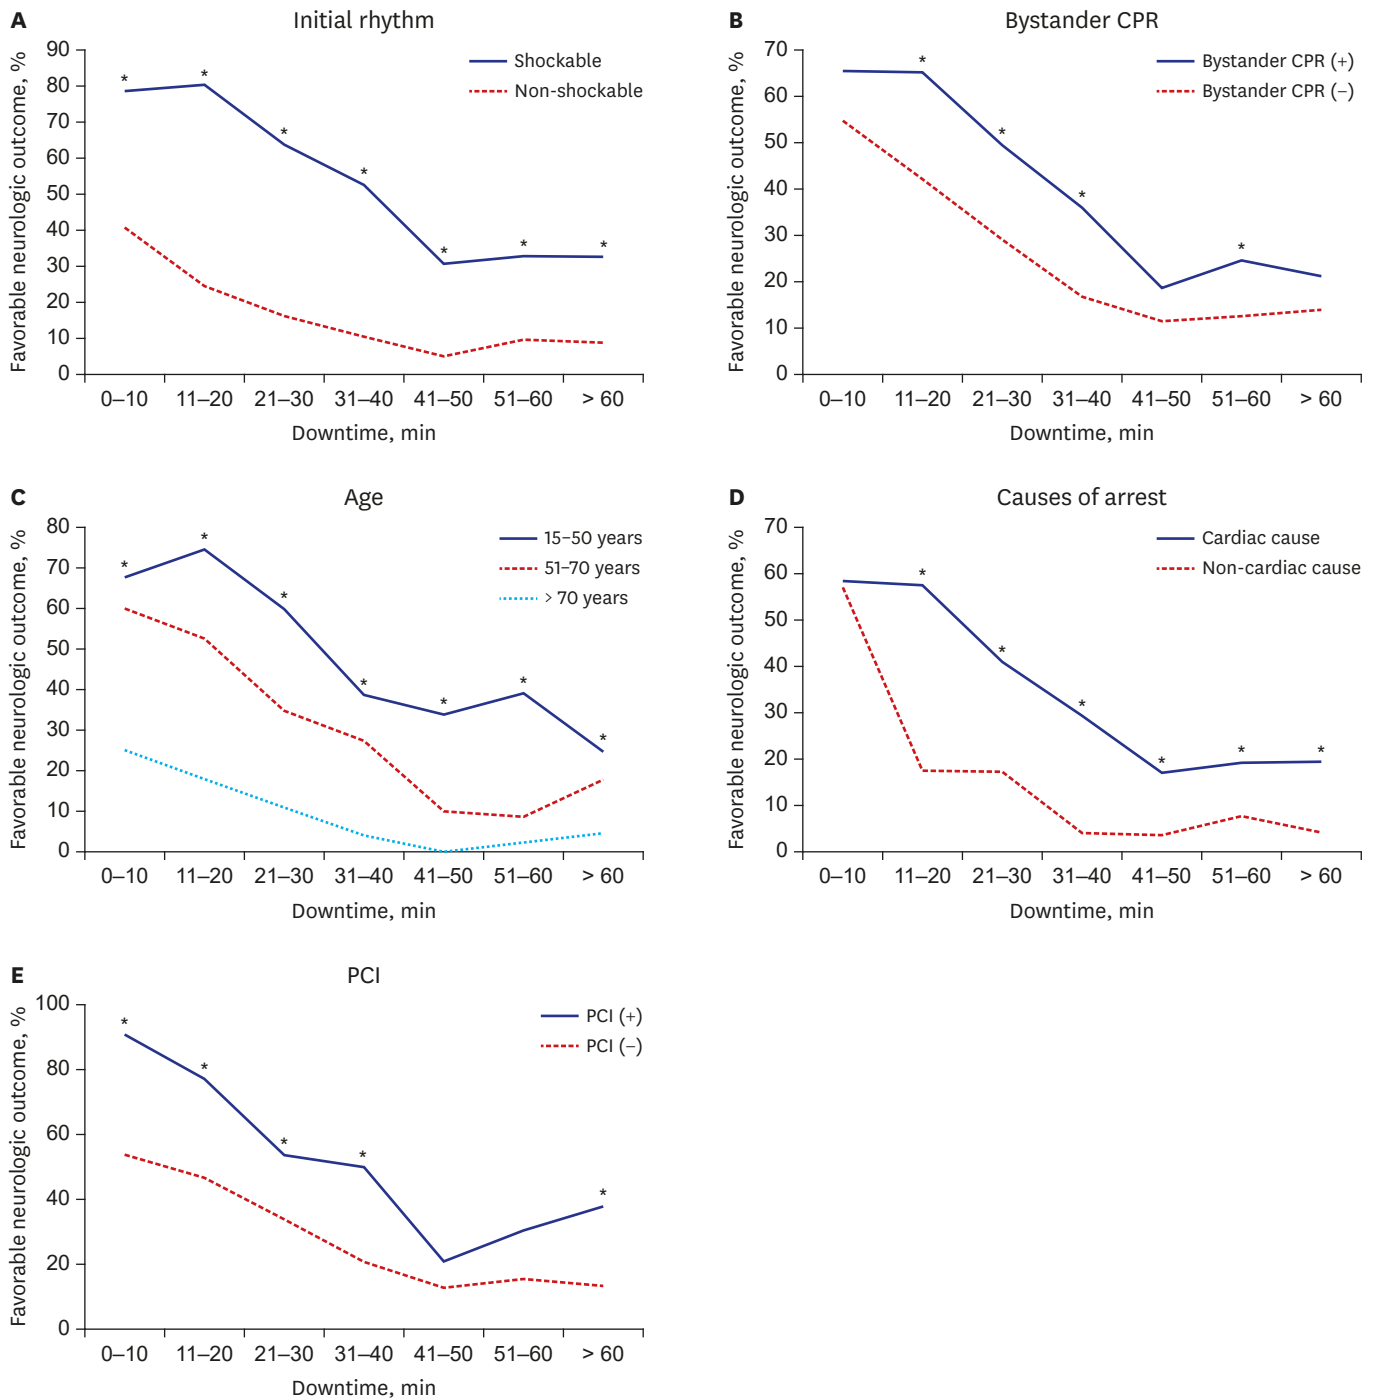 A
Initial rhythm
Favorable neurologic outcome, %
90
80
70
60
50
40
30
20
10
0
* * * * * * *
Shockable
Non-shockable
0–10 11–20 21–30 31–40 41–50 51–60 > 60
Downtime, min
B
Bystander CPR
Favorable neurologic outcome, %
70
60
50
40
30
20
10
0
* * * *
Bystander CPR (+)
Bystander CPR (−)
0–10 11–20 21–30 31–40 41–50 51–60 > 60
Downtime, min
C
Age
Favorable neurologic outcome, %
80
70
60
50
40
30
20
10
0
* * * * * * *
15–50 years
51–70 years
> 70 years
0–10 11–20 21–30 31–40 41–50 51–60 > 60
Downtime, min
D
Causes of arrest
Favorable neurologic outcome, %
70
60
50
40
30
20
10
0
* * * * * *
Cardiac cause
Non-cardiac cause
0–10 11–20 21–30 31–40 41–50 51–60 > 60
Downtime, min
E
PCI
Favorable neurologic outcome, %
100
80
60
40
20
0
* * * * *
PCI (+)
PCI (−)
0–10 11–20 21–30 31–40 41–50 51–60 > 60
Downtime, min